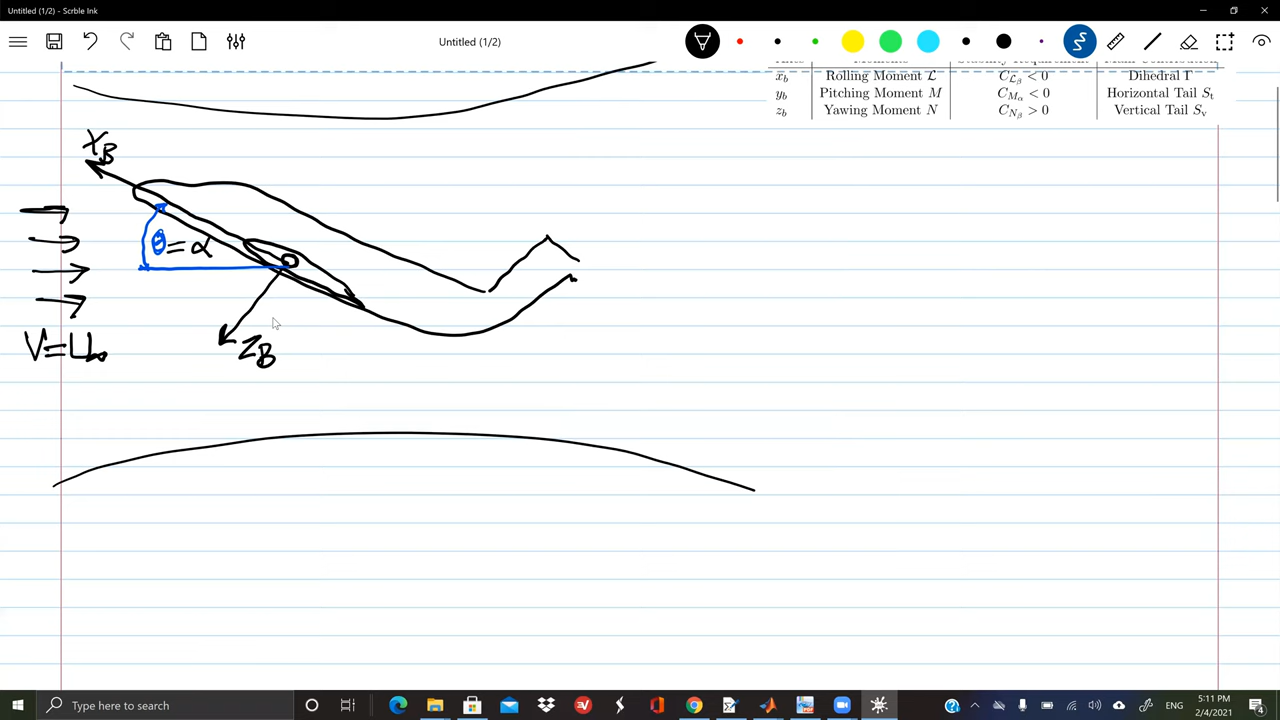 Untitled (1/2) - Scrble Ink
Untitled (1/2)
x_b Rolling Moment ℒ C_ℒβ < 0 Dihedral Γ
y_b Pitching Moment M C_Mα < 0 Horizontal Tail S_t
z_b Yawing Moment N C_Nβ > 0 Vertical Tail S_v
X_B
θ = α
Z_B
V = U∞
Type here to search
ENG
5:11 PM
2/4/2021
4